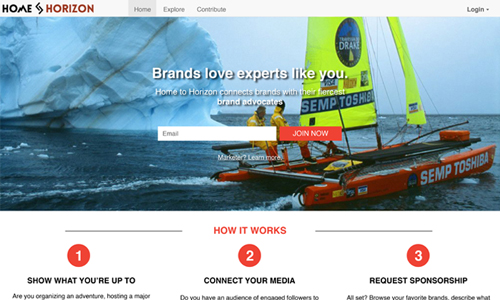 HOME HORIZON
Home Explore Contribute Login
TRADITIONAL
DRAKE
Brands love experts like you.
Home to Horizon connects brands with their fiercest
brand advocates
SEMP TOSHIBA
Email JOIN NOW
Marketer? Learn more.
SEMP TOSHIBA
HOW IT WORKS
1 2 3
SHOW WHAT YOU'RE UP TO CONNECT YOUR MEDIA REQUEST SPONSORSHIP
Are you organizing an adventure, hosting a major Do you have an audience of engaged followers to All set? Browse your favorite brands, describe what